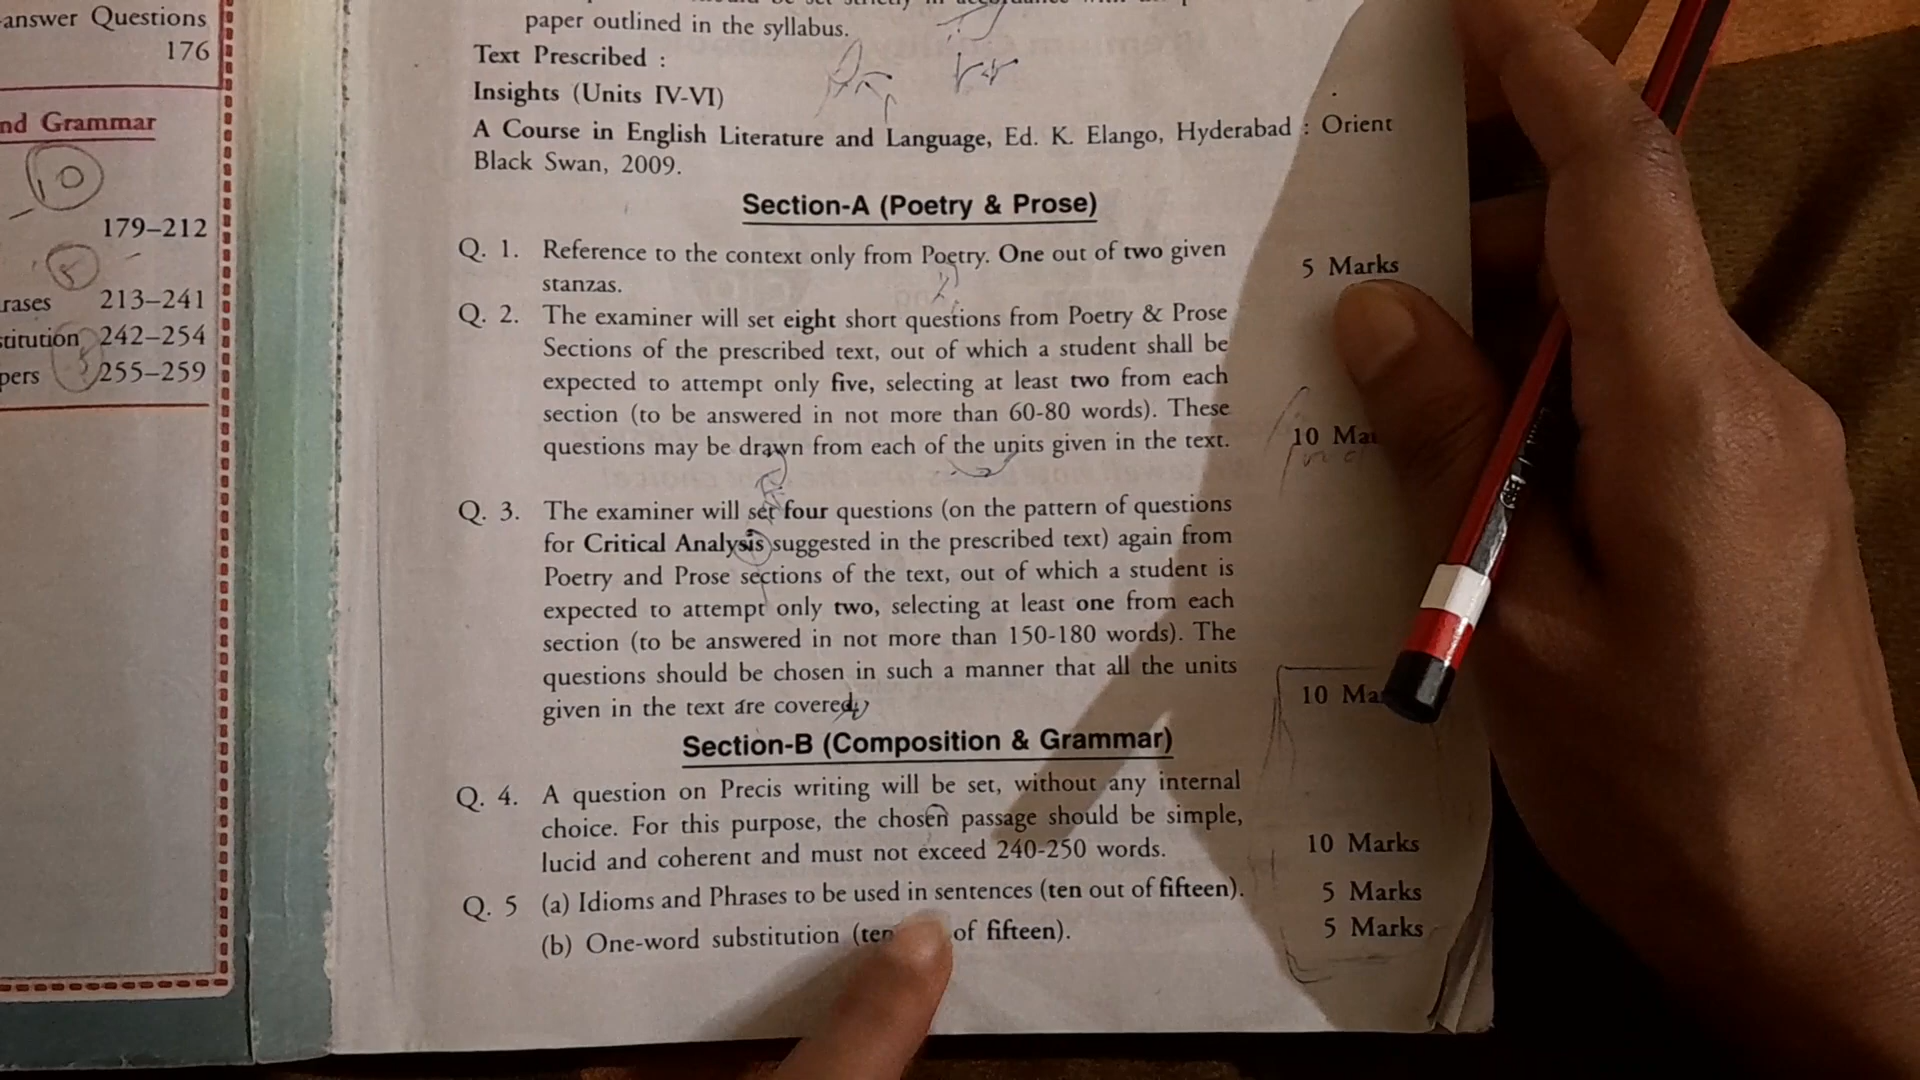 answer Questions
176
nd Grammar
10
179–212
rases 213–241
titution 242–254
pers 255–259
paper outlined in the syllabus.
Text Prescribed :
Insights (Units IV-VI)
A Course in English Literature and Language, Ed. K. Elango, Hyderabad : Orient
Black Swan, 2009.
Section-A (Poetry & Prose)
Q. 1. Reference to the context only from Poetry. One out of two given
stanzas. 5 Marks
Q. 2. The examiner will set eight short questions from Poetry & Prose
Sections of the prescribed text, out of which a student shall be
expected to attempt only five, selecting at least two from each
section (to be answered in not more than 60-80 words). These
questions may be drawn from each of the units given in the text. 10 Ma
Q. 3. The examiner will set four questions (on the pattern of questions
for Critical Analysis suggested in the prescribed text) again from
Poetry and Prose sections of the text, out of which a student is
expected to attempt only two, selecting at least one from each
section (to be answered in not more than 150-180 words). The
questions should be chosen in such a manner that all the units
given in the text are covered. 10 Ma
Section-B (Composition & Grammar)
Q. 4. A question on Precis writing will be set, without any internal
choice. For this purpose, the chosen passage should be simple,
lucid and coherent and must not exceed 240-250 words. 10 Marks
Q. 5 (a) Idioms and Phrases to be used in sentences (ten out of fifteen). 5 Marks
(b) One-word substitution (ten of fifteen). 5 Marks